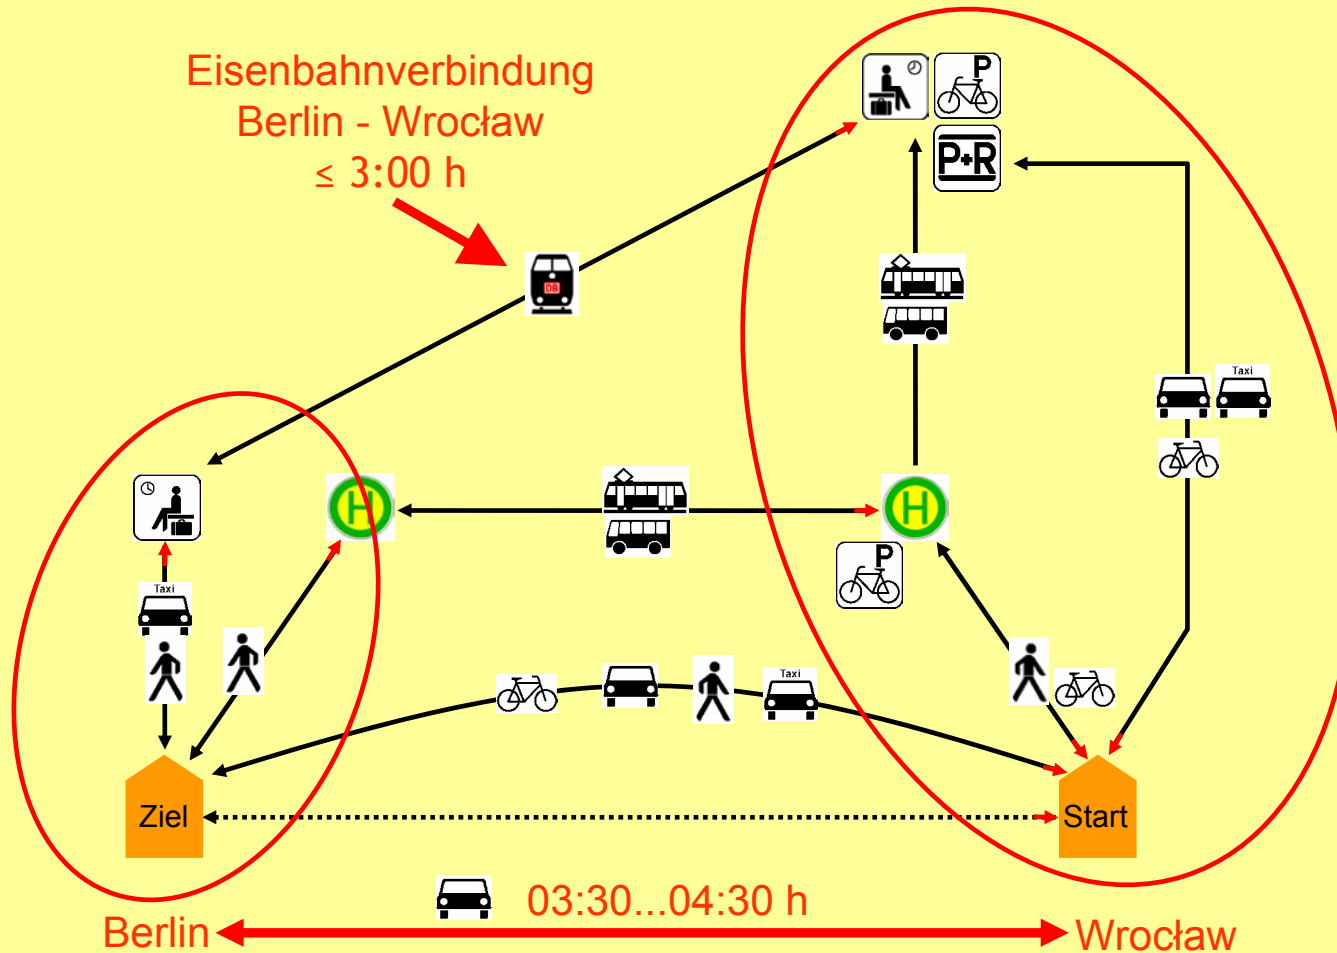 Eisenbahnverbindung
Berlin - Wrocław
≤ 3:00 h
P
P+R
DB
Taxi
H
H
P
Taxi
Taxi
Ziel
Start
03:30...04:30 h
Berlin
Wrocław